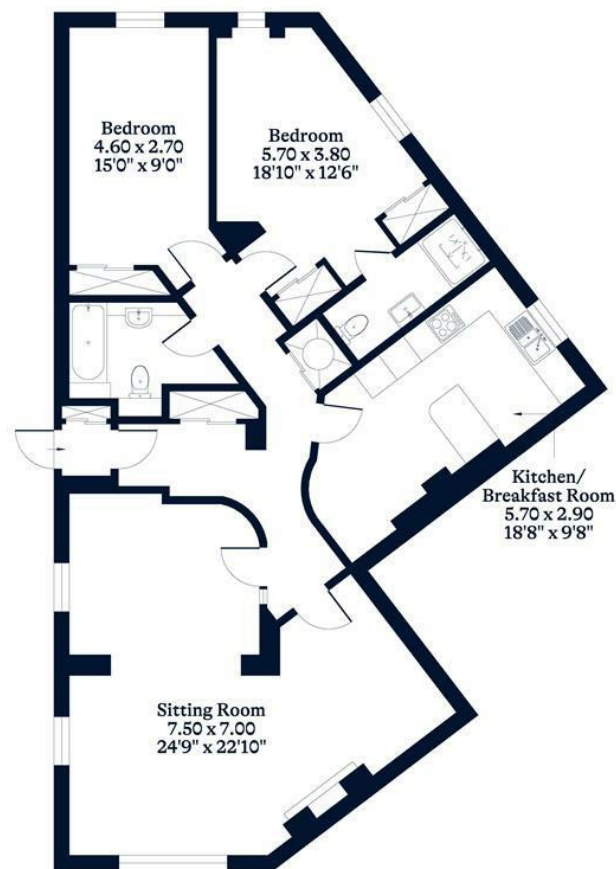 Bedroom
4.60 x 2.70
15'0" x 9'0"
Bedroom
5.70 x 3.80
18'10" x 12'6"
Kitchen/
Breakfast Room
5.70 x 2.90
18'8" x 9'8"
Sitting Room
7.50 x 7.00
24'9" x 22'10"